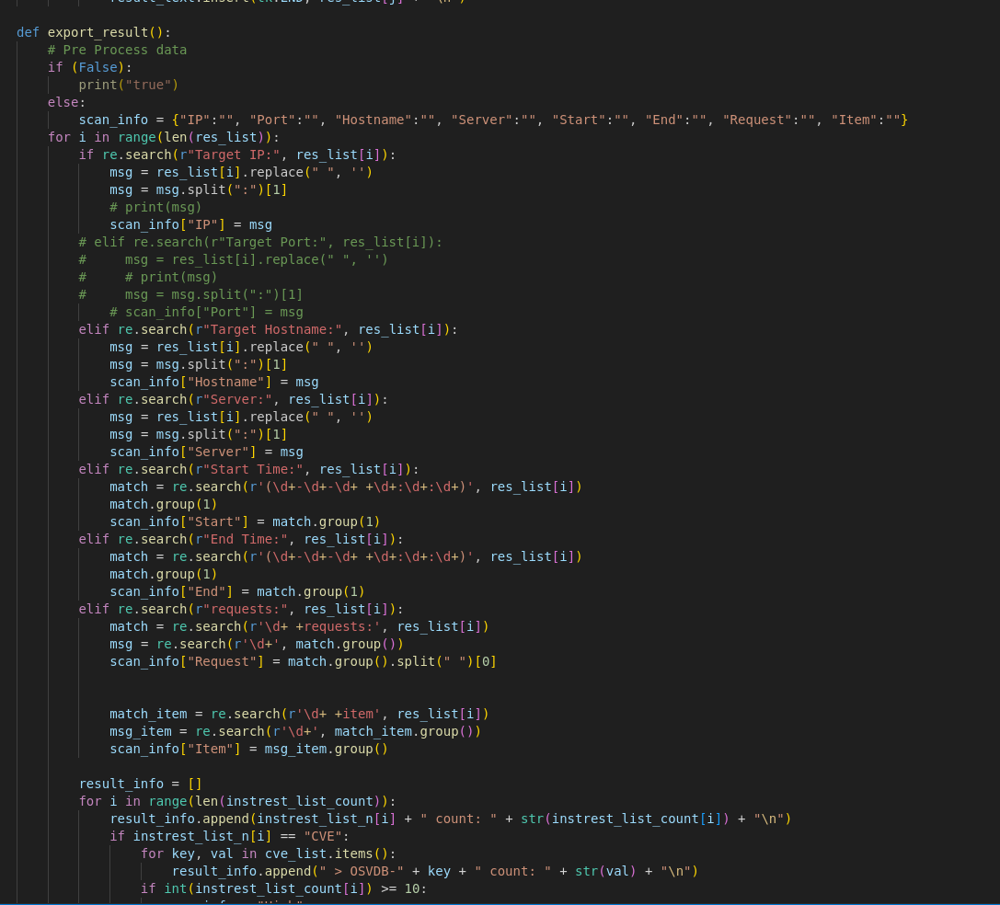 result_text.insert(tk.END, res_list[j] + "\n")
def export_result():
    # Pre Process data
    if (False):
        print("true")
    else:
        scan_info = {"IP":"", "Port":"", "Hostname":"", "Server":"", "Start":"", "End":"", "Request":"", "Item":""}
    for i in range(len(res_list)):
        if re.search(r"Target IP:", res_list[i]):
            msg = res_list[i].replace(" ", '')
            msg = msg.split(":")[1]
            # print(msg)
            scan_info["IP"] = msg
        # elif re.search(r"Target Port:", res_list[i]):
        #     msg = res_list[i].replace(" ", '')
        #     # print(msg)
        #     msg = msg.split(":")[1]
            # scan_info["Port"] = msg
        elif re.search(r"Target Hostname:", res_list[i]):
            msg = res_list[i].replace(" ", '')
            msg = msg.split(":")[1]
            scan_info["Hostname"] = msg
        elif re.search(r"Server:", res_list[i]):
            msg = res_list[i].replace(" ", '')
            msg = msg.split(":")[1]
            scan_info["Server"] = msg
        elif re.search(r"Start Time:", res_list[i]):
            match = re.search(r'(\d+-\d+-\d+ +\d+:\d+:\d+)', res_list[i])
            match.group(1)
            scan_info["Start"] = match.group(1)
        elif re.search(r"End Time:", res_list[i]):
            match = re.search(r'(\d+-\d+-\d+ +\d+:\d+:\d+)', res_list[i])
            match.group(1)
            scan_info["End"] = match.group(1)
        elif re.search(r"requests:", res_list[i]):
            match = re.search(r'\d+ +requests:', res_list[i])
            msg = re.search(r'\d+', match.group())
            scan_info["Request"] = match.group().split(" ")[0]
            match_item = re.search(r'\d+ +item', res_list[i])
            msg_item = re.search(r'\d+', match_item.group())
            scan_info["Item"] = msg_item.group()
        result_info = []
        for i in range(len(instrest_list_count)):
            result_info.append(instrest_list_n[i] + " count: " + str(instrest_list_count[i]) + "\n")
            if instrest_list_n[i] == "CVE":
                for key, val in cve_list.items():
                    result_info.append(" > OSVDB-" + key + " count: " + str(val) + "\n")
                if int(instrest_list_count[i]) >= 10: